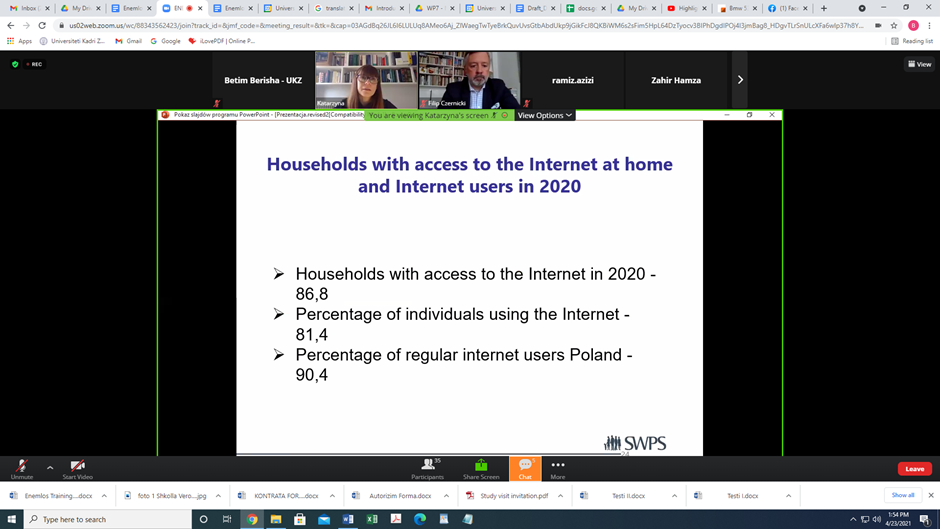 Inbox (
My Dri
Enemlo
EN
Enemlo
Univer:
translat
Introdu
WP7 -
Univer:
Draft_(
docs.g
My Dri
Highlig
Bme S
(3) Fac
us02web.zoom.us/wc/88343562423/join?track_id=&jmf_code=&meeting_result=&tk=&cap=
Apps
Universiteti Kadri Z...
Gmail
Google
iLovePDF | Online P...
Reading list
REC
View
Betim Berisha - UKZ
Katarzyna
Filip Czernicki
ramiz.azizi
Zahir Hamza
Pokaz slajdów programu PowerPoint - [Prezentacja.revised2[Compatibility
You are viewing Katarzyna's screen
View Options
Households with access to the Internet at home
and Internet users in 2020
➢ Households with access to the Internet in 2020 -
86,8
➢ Percentage of individuals using the Internet -
81,4
➢ Percentage of regular internet users Poland -
90,4
SWPS
24
Unmute
Start Video
35
Participants
Share Screen
Chat
More
Leave
Enemlos Training....docx
foto 1 Shkolla Vero....jpg
KONTRATA FOR....docx
Autorizim Forma.docx
Study visit invitation.pdf
Testi II.docx
Testi I.docx
Show all
Type here to search
1:54 PM
4/23/2021